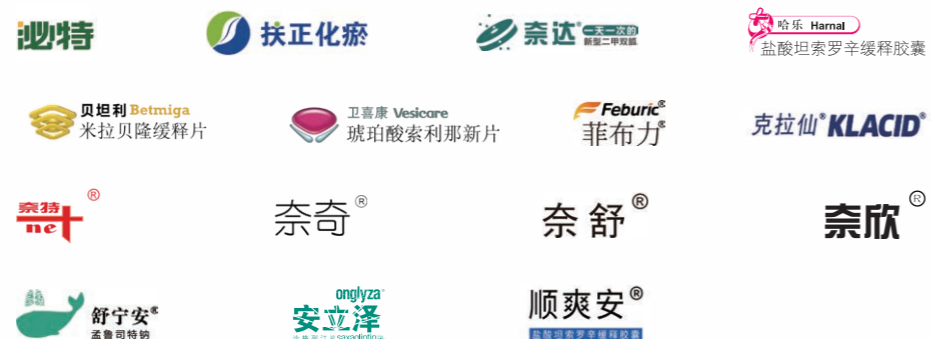 泌特
扶正化瘀
奈达
一天一次的
新型二甲双胍
哈乐 Harnal
盐酸坦索罗辛缓释胶囊
贝坦利 Betmiga
米拉贝隆缓释片
卫喜康 Vesicare
琥珀酸索利那新片
Feburic®
菲布力®
克拉仙® KLACID®
奈特®
net
奈奇®
奈舒®
奈欣®
舒宁安®
孟鲁司特钠
onglyza™
安立泽
顺爽安®
盐酸坦索罗辛缓释胶囊